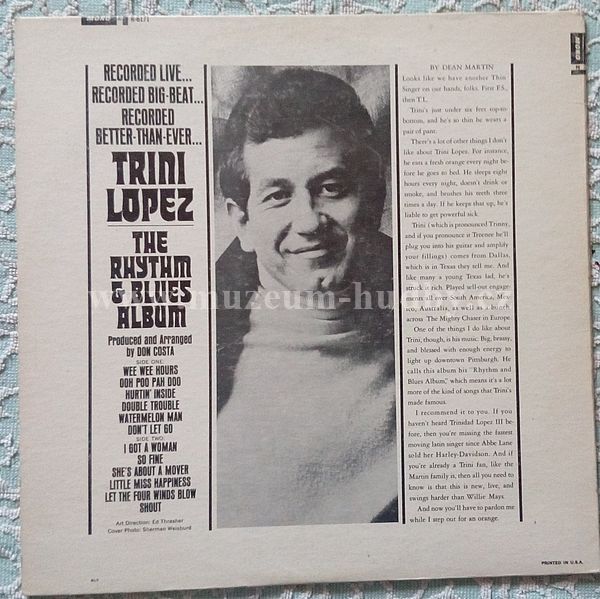 RECORDED LIVE...
RECORDED BIG-BEAT...
RECORDED
BETTER-THAN-EVER...
TRINI
LOPEZ
THE
RHYTHM
& BLUES
ALBUM
Produced and Arranged
by DON COSTA
SIDE ONE:
WEE WEE HOURS
OOH POO PAH DOO
HURTIN' INSIDE
DOUBLE TROUBLE
WATERMELON MAN
DON'T LET GO
SIDE TWO:
I GOT A WOMAN
SO FINE
SHE'S ABOUT A MOVER
LITTLE MISS HAPPINESS
LET THE FOUR WINDS BLOW
SHOUT
Art Direction: Ed Thrasher
Cover Photo: Sherman Weisburd
BY DEAN MARTIN
Looks like we have another Thin
Singer on our hands, folks. First F.S.,
then T.L.
Trini's just under six feet top-to-
bottom, and he's so thin he wears a
pair of pant.
There's a lot of other things I don't
like about Trini Lopez. For instance,
he eats a fresh orange every night be-
fore he goes to bed. He sleeps eight
hours every night, doesn't drink or
smoke, and brushes his teeth three
times a day. If he keeps that up, he's
liable to get powerful sick.
Trini (which is pronounced Trinny,
and if you pronounce it Treenee he'll
plug you into his guitar and amplify
your fillings) comes from Dallas,
which is in Texas they tell me. And
like many a young Texas lad, he's
struck it rich. Played sell-out engage-
ments all over South America, Mex-
ico, Australia, as well as a bunch
across The Mighty Chaser in Europe.
One of the things I do like about
Trini, though, is his music. Big, brassy,
and blessed with enough energy to
light up downtown Pittsburgh. He
calls this album his "Rhythm and
Blues Album," which means it's a lot
more of the kind of songs that Trini's
made famous.
I recommend it to you. If you
haven't heard Trinidad Lopez III be-
fore, then you're missing the fastest
moving latin singer since Abbe Lane
sold her Harley-Davidson. And if
you're already a Trini fan, like the
Martin family is, then all you need to
know is that this is new, live, and
swings harder than Willie Mays.
And now you'll have to pardon me
while I step out for an orange.
PRINTED IN U.S.A.